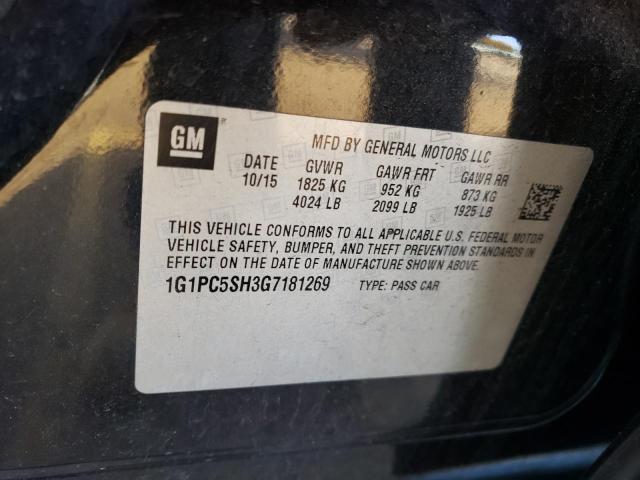 GM
MFD BY GENERAL MOTORS LLC
DATE GVWR GAWR FRT GAWR RR
10/15 1825 KG 952 KG 873 KG
4024 LB 2099 LB 1925 LB
THIS VEHICLE CONFORMS TO ALL APPLICABLE U.S. FEDERAL MOTOR
VEHICLE SAFETY, BUMPER, AND THEFT PREVENTION STANDARDS IN
EFFECT ON THE DATE OF MANUFACTURE SHOWN ABOVE.
1G1PC5SH3G7181269 TYPE: PASS CAR